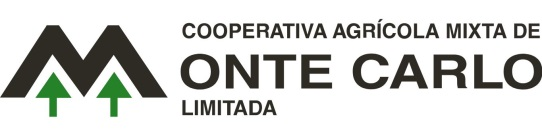 COOPERATIVA AGRÍCOLA MIXTA DE
MONTE CARLO
LIMITADA